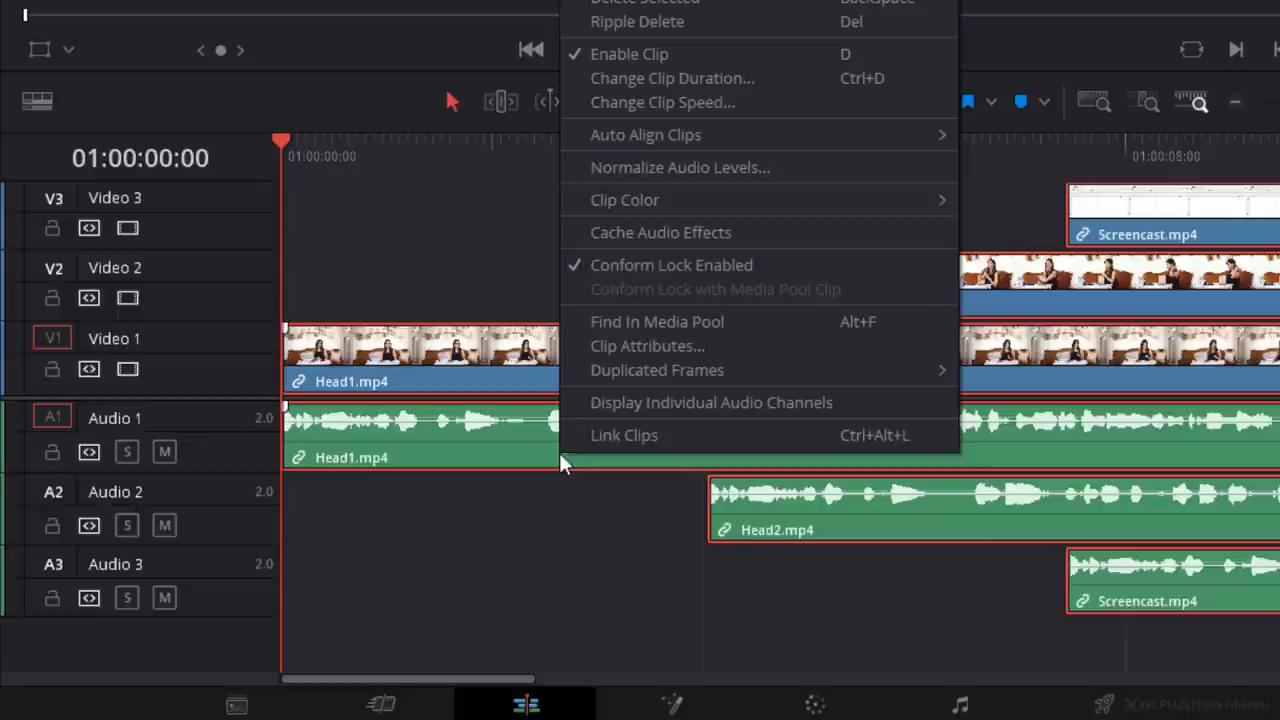 Delete Selected Backspace
Ripple Delete Del
Enable Clip D
Change Clip Duration... Ctrl+D
Change Clip Speed...
Auto Align Clips
Normalize Audio Levels...
Clip Color
Cache Audio Effects
Conform Lock Enabled
Conform Lock with Media Pool Clip
Find In Media Pool Alt+F
Clip Attributes...
Duplicated Frames
Display Individual Audio Channels
Link Clips Ctrl+Alt+L
01:00:00:00
01:00:00:00
01:00:08:00
V3 Video 3
Screencast.mp4
V2 Video 2
V1 Video 1
Head1.mp4
A1 Audio 1 2.0
S M
Head1.mp4
A2 Audio 2 2.0
S M
Head2.mp4
A3 Audio 3 2.0
S M
Screencast.mp4